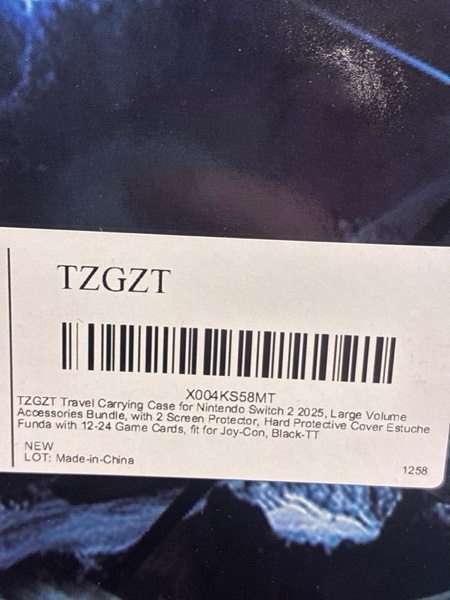 TZGZT
X004KS58MT
TZGZT Travel Carrying Case for Nintendo Switch 2 2025, Large Volume
Accessories Bundle, with 2 Screen Protector, Hard Protective Cover Estuche
Funda with 12-24 Game Cards, fit for Joy-Con, Black-TT
NEW
LOT: Made-in-China
1258